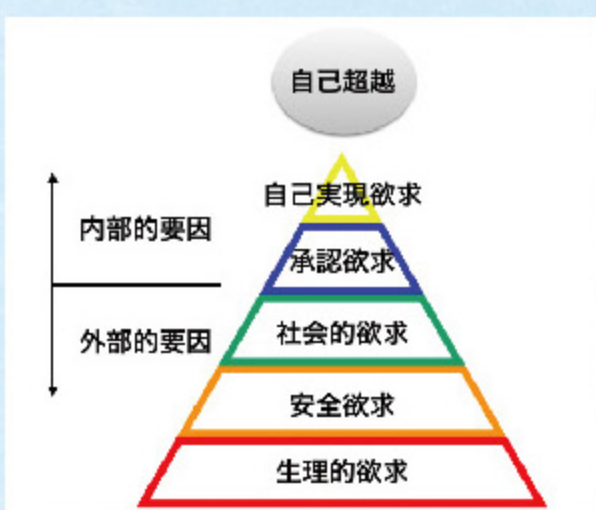 自己超越
自己実現欲求
内部的要因
承認欲求
社会的欲求
外部的要因
安全欲求
生理的欲求